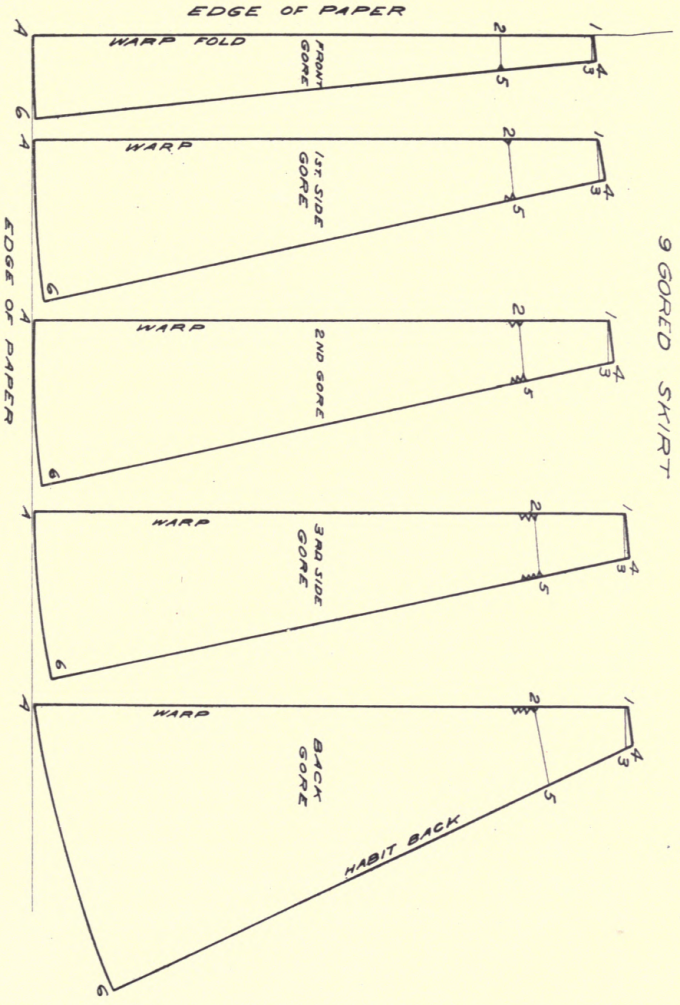 EDGE OF PAPER
9 GORED SKIRT
A
WARP FOLD
FRONT
GORE
2
1
5
4
3
6
A
WARP
1ST. SIDE
GORE
2
1
5
4
3
6
EDGE OF PAPER
A
WARP
2ND GORE
2
1
5
4
3
6
A
WARP
3RD SIDE
GORE
2
1
5
4
3
6
A
WARP
BACK
GORE
2
1
5
4
3
HABIT BACK
6